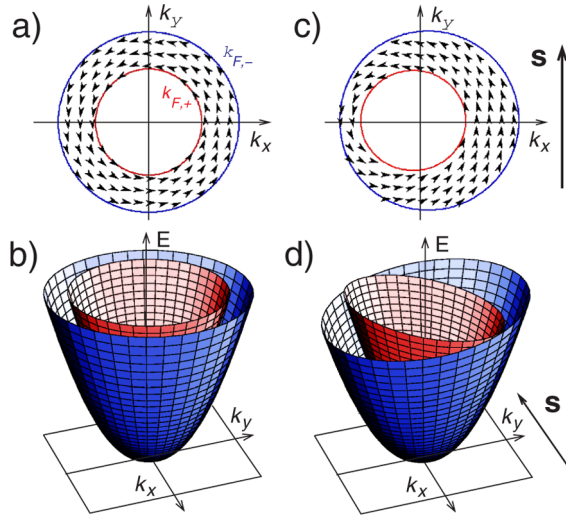 a)
k_y
k_{F,-}
k_{F,+}
k_x
c)
k_y
k_x
s
b)
E
k_y
k_x
d)
E
k_y
k_x
s